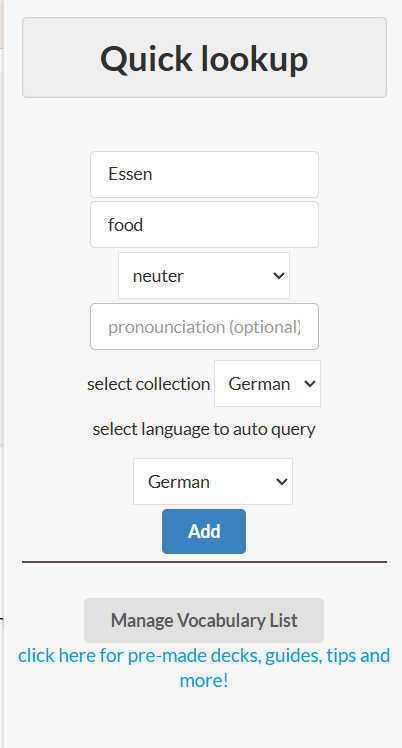 Quick lookup
Essen
food
neuter
pronounciation (optional)
select collection German
select language to auto query
German
Add
Manage Vocabulary List
click here for pre-made decks, guides, tips and
more!